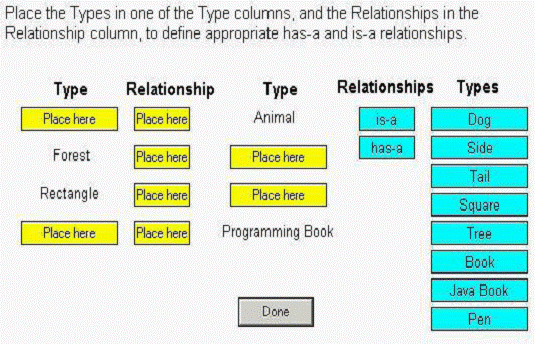 Place the Types in one of the Type columns, and the Relationships in the
Relationship column, to define appropriate has-a and is-a relationships.
Type Relationship Type Relationships Types
Place here Place here Animal is-a Dog
Forest Place here Place here has-a Side
Tail
Rectangle Place here Place here Square
Place here Place here Programming Book Tree
Book
Java Book
Done Pen